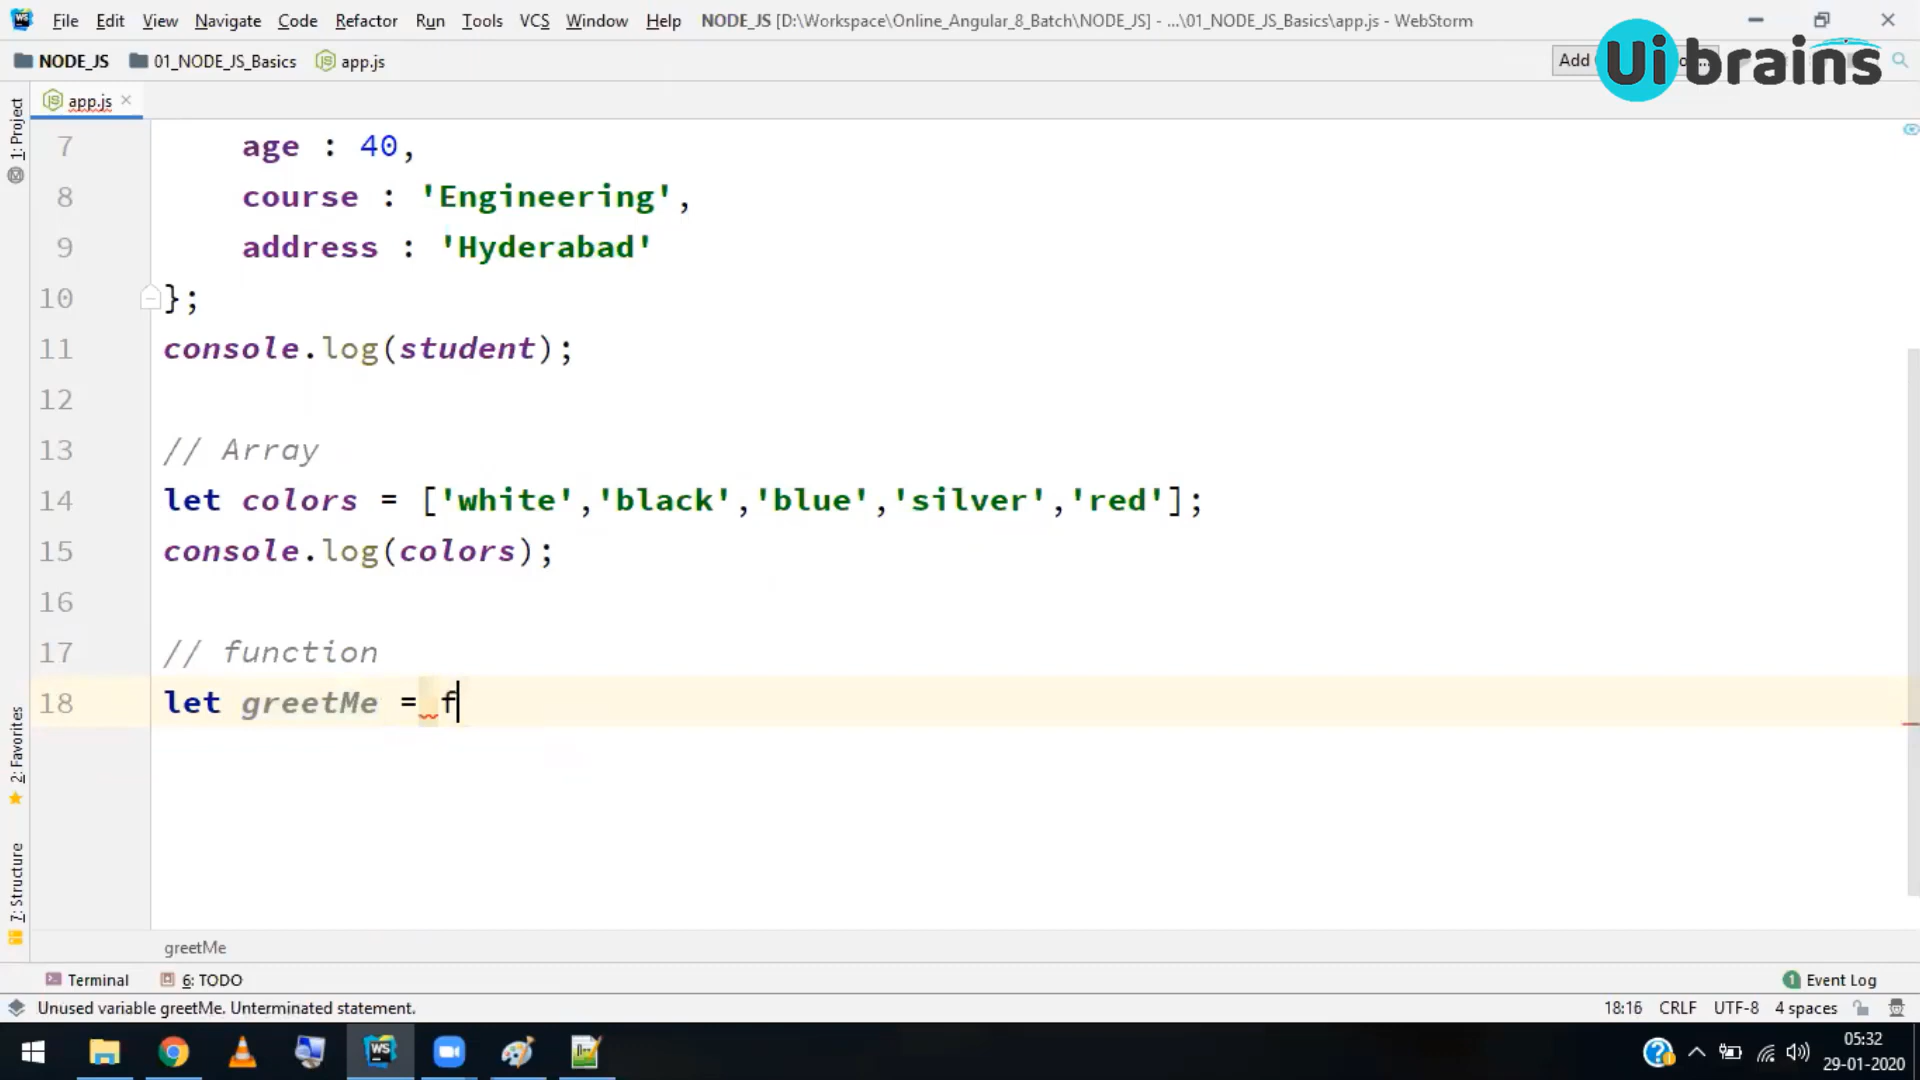 File Edit View Navigate Code Refactor Run Tools VCS Window Help NODE_JS [D:\Workspace\Online_Angular_8_Batch\NODE_JS] - ...\01_NODE_JS_Basics\app.js - WebStorm
NODE_JS 01_NODE_JS_Basics app.js Add
Uibrains
app.js
1: Project
7 age : 40,
8 course : 'Engineering',
9 address : 'Hyderabad'
10 };
11 console.log(student);
12
13 // Array
14 let colors = ['white','black','blue','silver','red'];
15 console.log(colors);
16
17 // function
18 let greetMe = f
2: Favorites
7: Structure
greetMe
Terminal 6: TODO 1 Event Log
Unused variable greetMe. Unterminated statement. 18:16 CRLF UTF-8 4 spaces
WS
05:32
29-01-2020